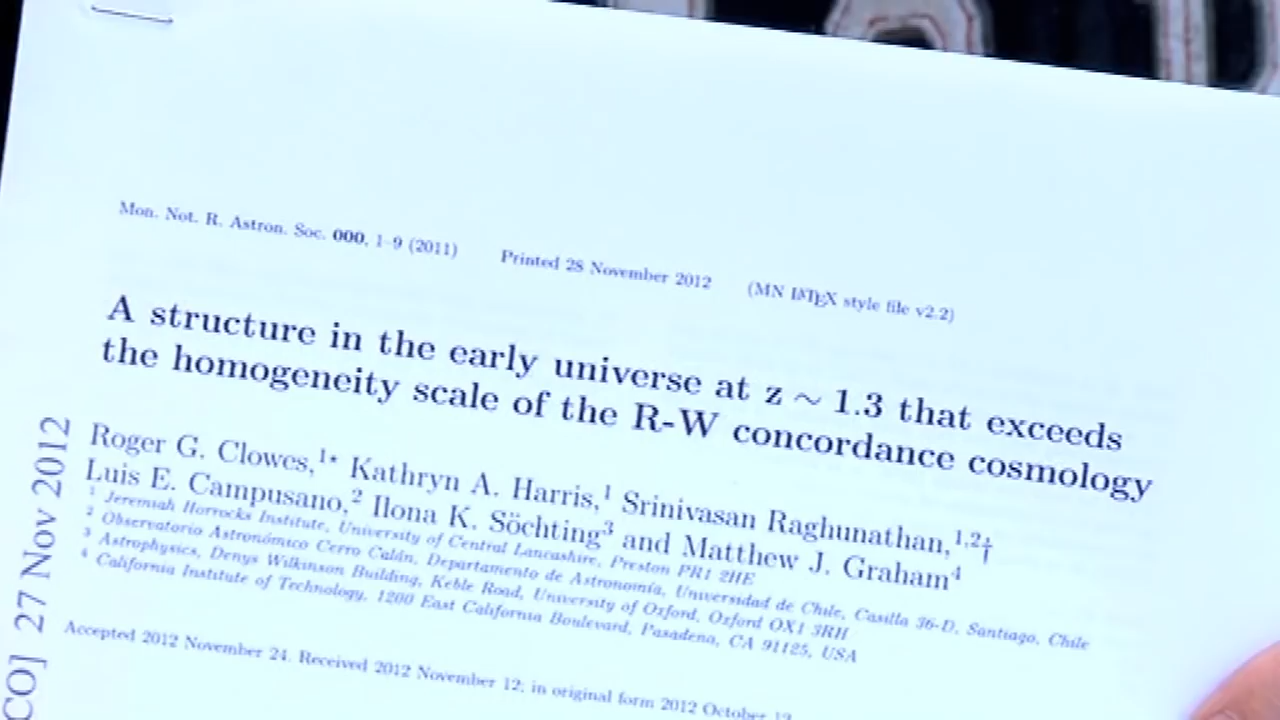 Mon. Not. R. Astron. Soc. 000, 1–9 (2011) Printed 28 November 2012 (MN LATEX style file v2.2)
A structure in the early universe at z ∼ 1.3 that exceeds
the homogeneity scale of the R-W concordance cosmology
Roger G. Clowes,1⋆ Kathryn A. Harris,1 Srinivasan Raghunathan,1,2‡†
Luis E. Campusano,2 Ilona K. Söchting3 and Matthew J. Graham4
1 Jeremiah Horrocks Institute, University of Central Lancashire, Preston PR1 2HE
2 Observatorio Astronómico Cerro Calán, Departamento de Astronomía, Universidad de Chile, Casilla 36-D, Santiago, Chile
3 Astrophysics, Denys Wilkinson Building, Keble Road, University of Oxford, Oxford OX1 3RH
4 California Institute of Technology, 1200 East California Boulevard, Pasadena, CA 91125, USA
Accepted 2012 November 24. Received 2012 November 12; in original form 2012 October
CO] 27 Nov 2012